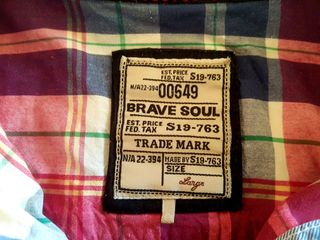 EST. PRICE
FED. TAX S19-763
N/A22-394 00649
BRAVE SOUL
EST. PRICE
FED. TAX S19-763
TRADE MARK
N/A 22-394 MADE BY S19-763
SIZE
Large